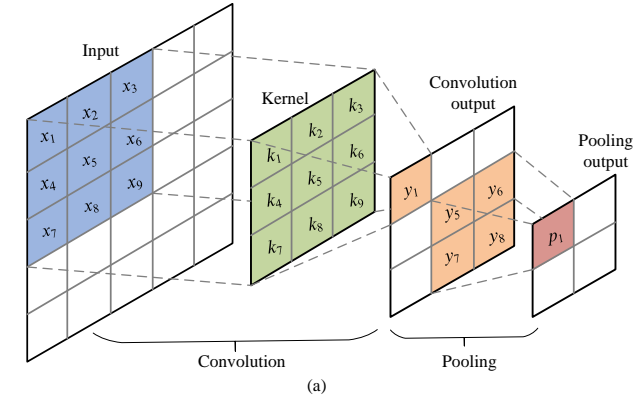 Input
x1 x2 x3
x4 x5 x6
x7 x8 x9
Kernel
k1 k2 k3
k4 k5 k6
k7 k8 k9
Convolution
output
y1
y5 y6
y7 y8
Pooling
output
p1
Convolution
Pooling
(a)